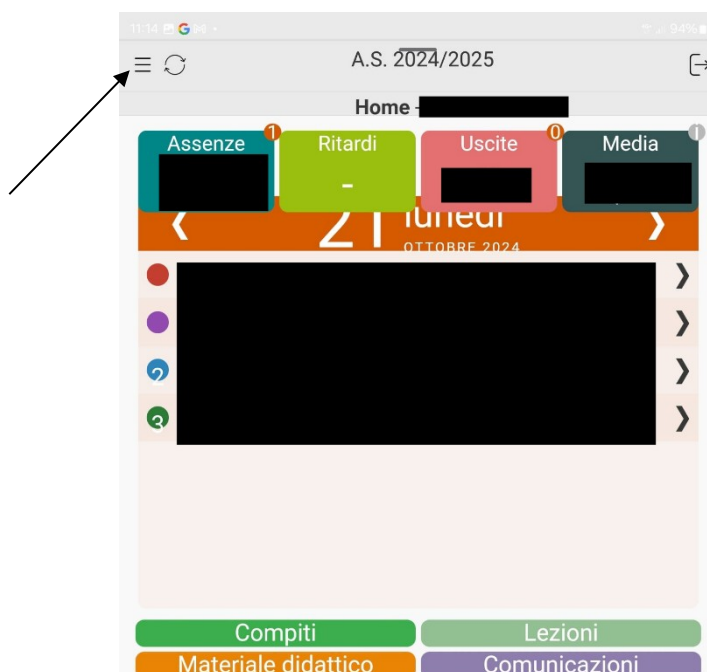 11:14 94%
A.S. 2024/2025
Home -
Assenze 1 Ritardi Uscite 0 Media i
-
21 lunedì
OTTOBRE 2024
2
3
Compiti Lezioni
Materiale didattico Comunicazioni